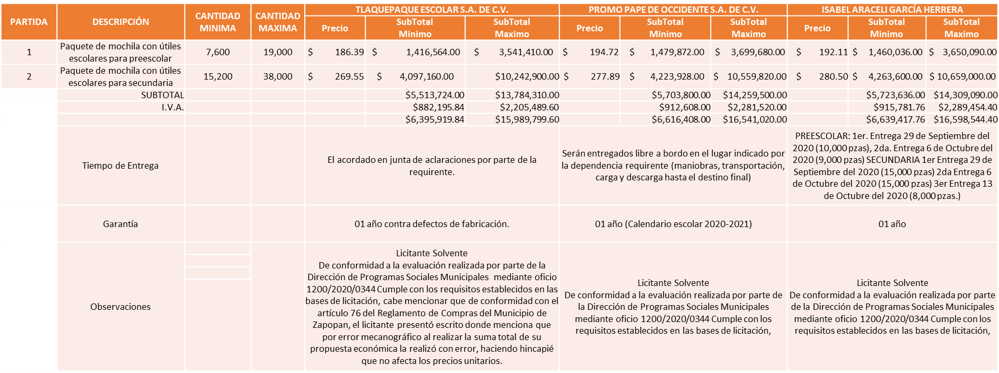 TLAQUEPAQUE ESCOLAR S.A. DE C.V. PROMO PAPE DE OCCIDENTE S.A. DE C.V. ISABEL ARACELI GARCÍA HERRERA
PARTIDA DESCRIPCIÓN CANTIDAD MINIMA CANTIDAD MAXIMA Precio SubTotal Minimo SubTotal Maximo Precio SubTotal Minimo SubTotal Maximo Precio SubTotal Minimo SubTotal Maximo
1 Paquete de mochila con útiles escolares para preescolar 7,600 19,000 $ 186.39 $ 1,416,564.00 $ 3,541,410.00 $ 194.72 $ 1,479,872.00 $ 3,699,680.00 $ 192.11 $ 1,460,036.00 $ 3,650,090.00
2 Paquete de mochila con útiles escolares para secundaria 15,200 38,000 $ 269.55 $ 4,097,160.00 $10,242,900.00 $ 277.89 $ 4,223,928.00 $ 10,559,820.00 $ 280.50 $ 4,263,600.00 $ 10,659,000.00
SUBTOTAL $5,513,724.00 $13,784,310.00 $5,703,800.00 $14,259,500.00 $5,723,636.00 $14,309,090.00
I.V.A. $882,195.84 $2,205,489.60 $912,608.00 $2,281,520.00 $915,781.76 $2,289,454.40
$6,395,919.84 $15,989,799.60 $6,616,408.00 $16,541,020.00 $6,639,417.76 $16,598,544.40
Tiempo de Entrega
El acordado en junta de aclaraciones por parte de la
requirente.
Serán entregados libre a bordo en el lugar indicado por
la dependencia requirente (maniobras, transportación,
carga y descarga hasta el destino final)
PREESCOLAR: 1er. Entrega 29 de Septiembre del
2020 (10,000 pzas), 2da. Entrega 6 de Octubre del
2020 (9,000 pzas) SECUNDARIA 1er Entrega 29 de
Septiembre del 2020 (15,000 pzas) 2da Entrega 6
de Octubre del 2020 (15,000 pzas) 3er Entrega 13
de Octubre del 2020 (8,000 pzas.)
Garantía 01 año contra defectos de fabricación. 01 año (Calendario escolar 2020-2021) 01 año
Observaciones
Licitante Solvente
De conformidad a la evaluación realizada por parte de la
Dirección de Programas Sociales Municipales mediante oficio
1200/2020/0344 Cumple con los requisitos establecidos en las
bases de licitación, cabe mencionar que de conformidad con el
artículo 76 del Reglamento de Compras del Municipio de
Zapopan, el licitante presentó escrito donde menciona que
por error mecanográfico al realizar la suma total de su
propuesta económica la realizó con error, haciendo hincapié
que no afecta los precios unitarios.
Licitante Solvente
De conformidad a la evaluación realizada por parte de
la Dirección de Programas Sociales Municipales
mediante oficio 1200/2020/0344 Cumple con los
requisitos establecidos en las bases de licitación,
Licitante Solvente
De conformidad a la evaluación realizada por parte
de la Dirección de Programas Sociales Municipales
mediante oficio 1200/2020/0344 Cumple con los
requisitos establecidos en las bases de licitación,